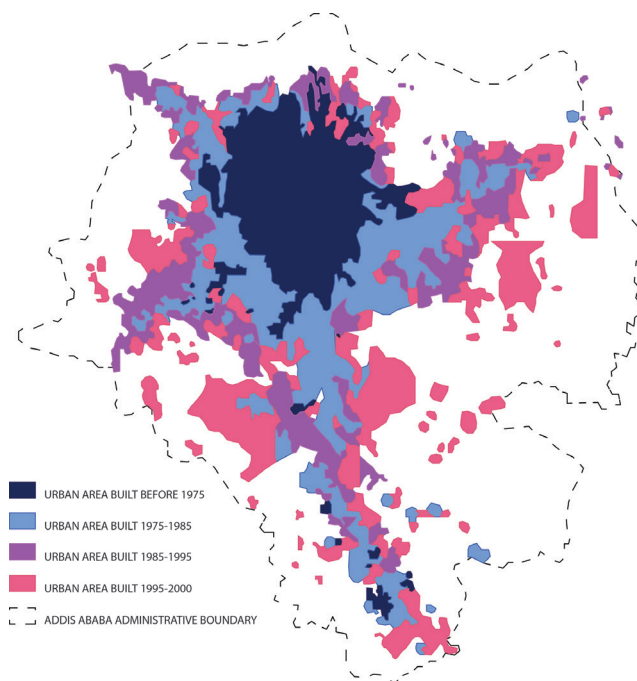 URBAN AREA BUILT BEFORE 1975
URBAN AREA BUILT 1975-1985
URBAN AREA BUILT 1985-1995
URBAN AREA BUILT 1995-2000
ADDIS ABABA ADMINISTRATIVE BOUNDARY